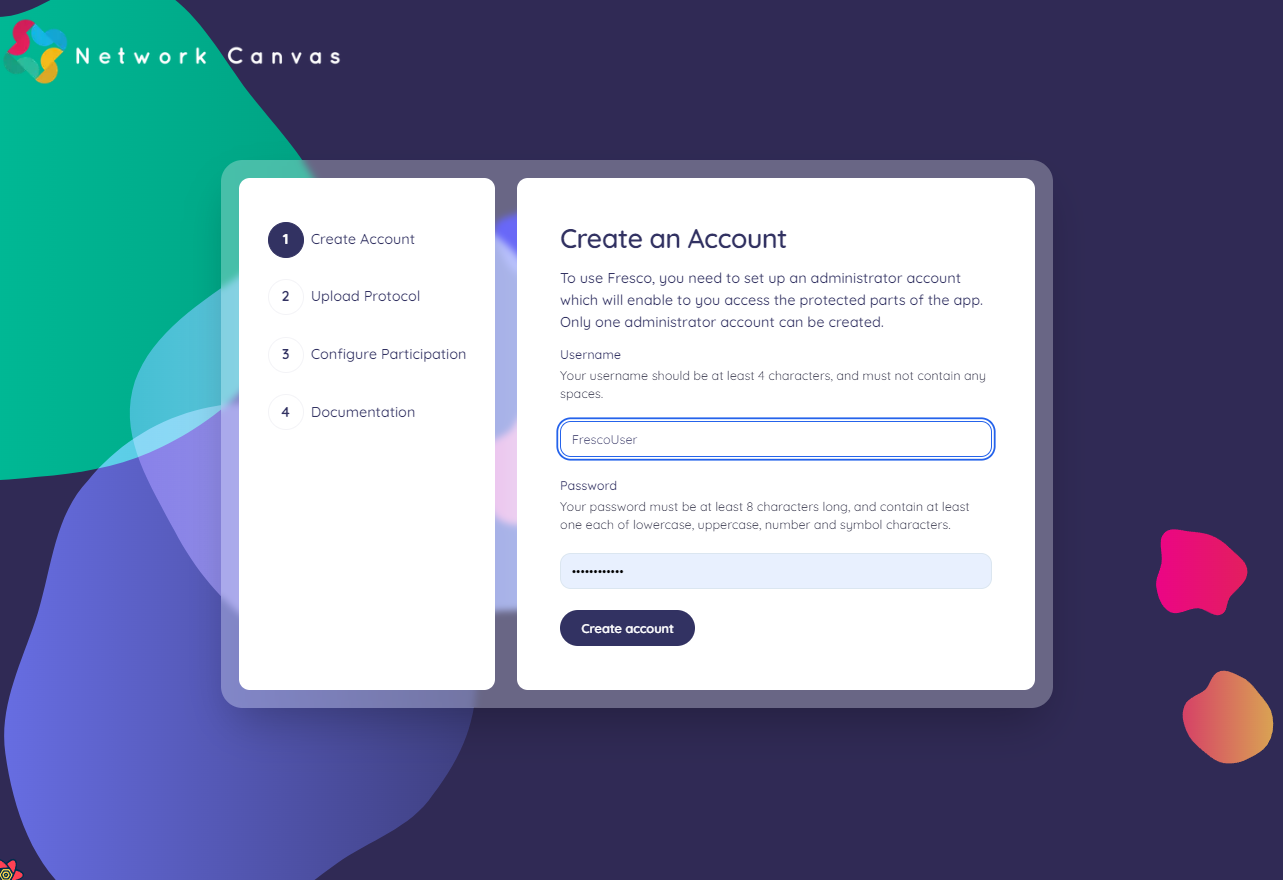 Network Canvas
1 Create Account
2 Upload Protocol
3 Configure Participation
4 Documentation
Create an Account
To use Fresco, you need to set up an administrator account
which will enable to you access the protected parts of the app.
Only one administrator account can be created.
Username
Your username should be at least 4 characters, and must not contain any
spaces.
FrescoUser
Password
Your password must be at least 8 characters long, and contain at least
one each of lowercase, uppercase, number and symbol characters.
••••••••••••
Create account